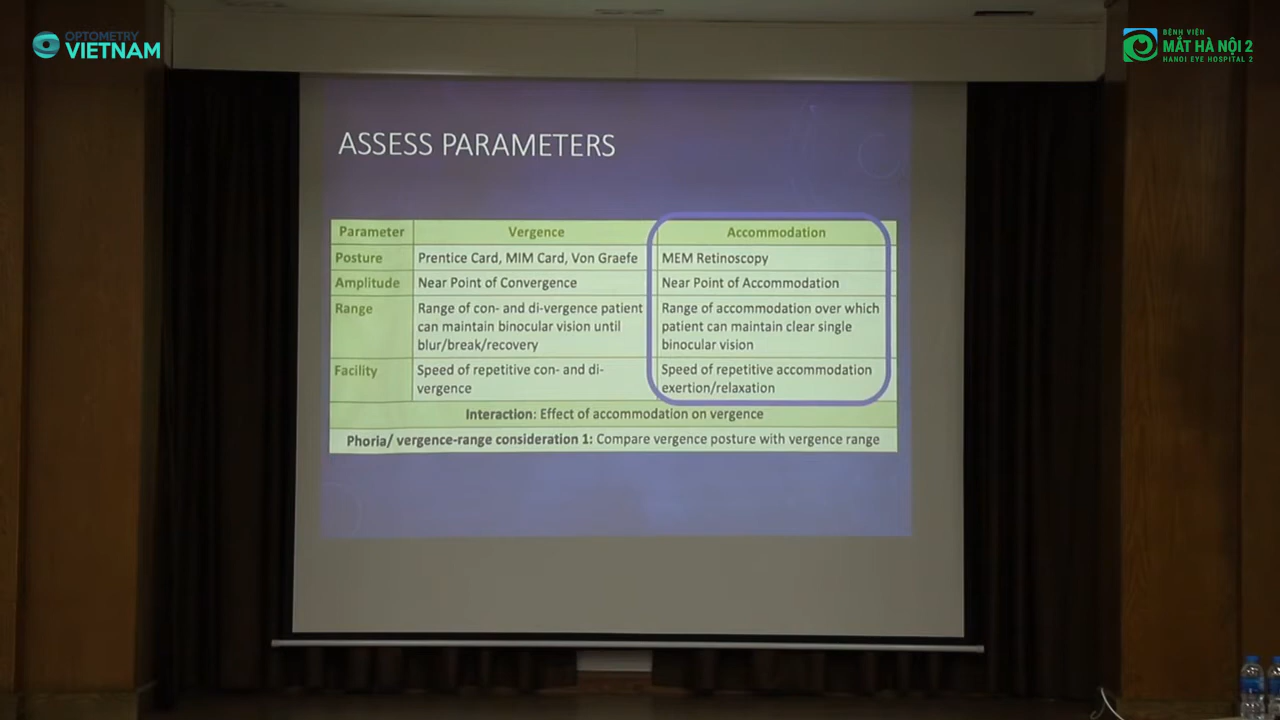 OPTOMETRY
VIETNAM
BỆNH VIỆN
MẮT HÀ NỘI 2
HANOI EYE HOSPITAL 2
ASSESS PARAMETERS
Parameter Vergence Accommodation
Posture Prentice Card, MIM Card, Von Graefe MEM Retinoscopy
Amplitude Near Point of Convergence Near Point of Accommodation
Range Range of con- and di-vergence patient Range of accommodation over which
can maintain binocular vision until patient can maintain clear single
blur/break/recovery binocular vision
Facility Speed of repetitive con- and di- Speed of repetitive accommodation
vergence exertion/relaxation
Interaction: Effect of accommodation on vergence
Phoria/ vergence-range consideration 1: Compare vergence posture with vergence range